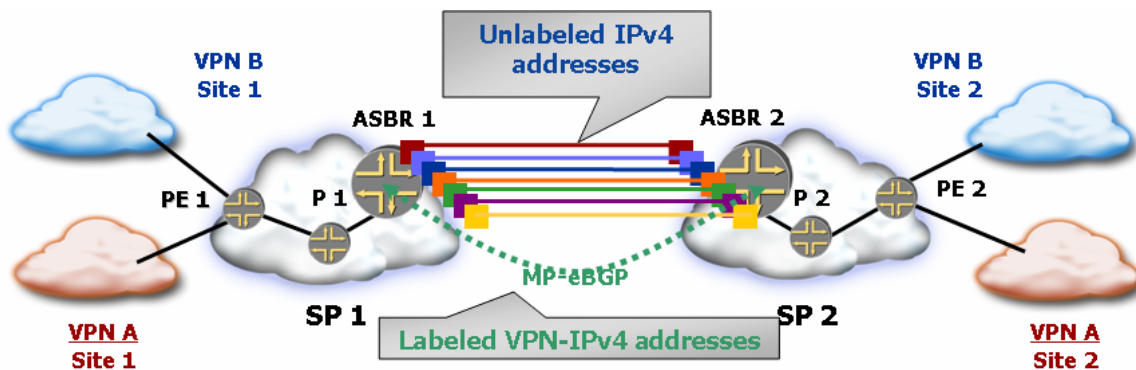 Unlabeled IPv4
addresses
VPN B
Site 1
VPN B
Site 2
ASBR 1
ASBR 2
PE 1
P 1
P 2
PE 2
MP-eBGP
SP 1
SP 2
Labeled VPN-IPv4 addresses
VPN A
Site 1
VPN A
Site 2